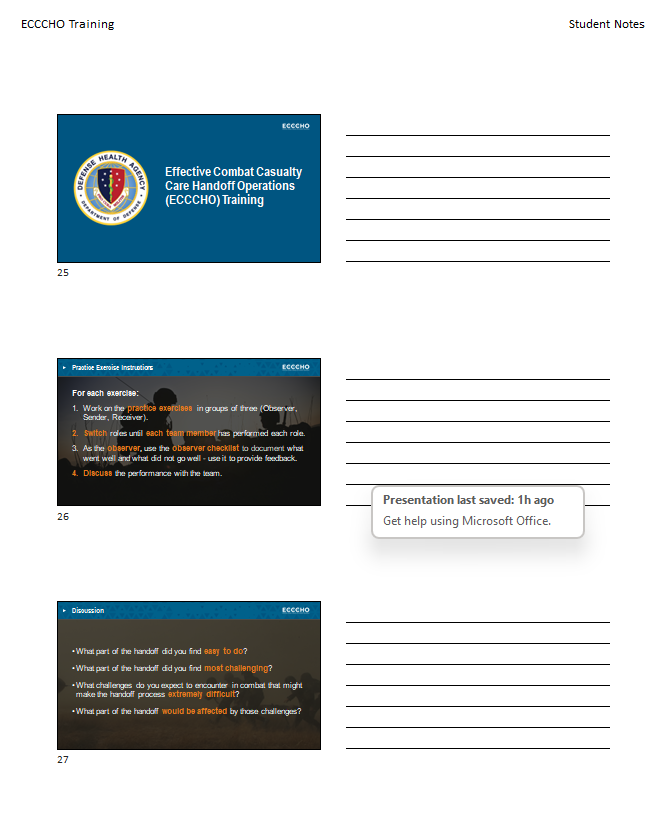 ECCCHO Training
Student Notes
ECCCHO
DEFENSE HEALTH AGENCY
DEPARTMENT OF DEFENSE
Effective Combat Casualty
Care Handoff Operations
(ECCCHO) Training
25
Practice Exercise Instructions
ECCCHO
For each exercise:
1. Work on the practice exercises in groups of three (Observer,
Sender, Receiver).
2. Switch roles until each team member has performed each role.
3. As the observer, use the observer checklist to document what
went well and what did not go well - use it to provide feedback.
4. Discuss the performance with the team.
26
Presentation last saved: 1h ago
Get help using Microsoft Office.
Discussion
ECCCHO
• What part of the handoff did you find easy to do?
• What part of the handoff did you find most challenging?
• What challenges do you expect to encounter in combat that might
make the handoff process extremely difficult?
• What part of the handoff would be affected by those challenges?
27